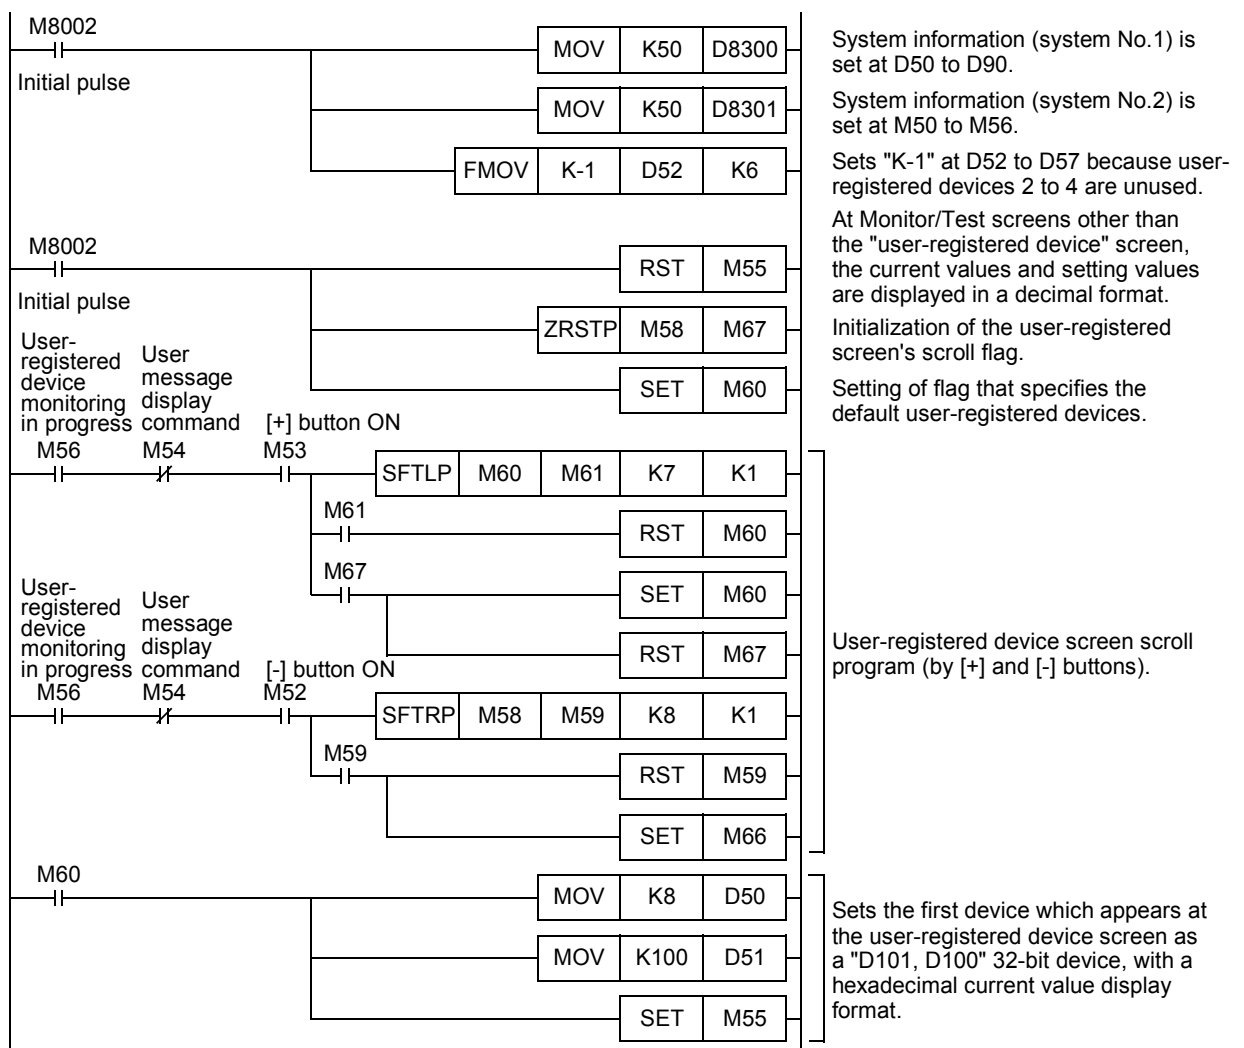 M8002
MOV K50 D8300
System information (system No.1) is
set at D50 to D90.
Initial pulse
MOV K50 D8301
System information (system No.2) is
set at M50 to M56.
FMOV K-1 D52 K6
Sets "K-1" at D52 to D57 because user-
registered devices 2 to 4 are unused.
M8002
RST M55
At Monitor/Test screens other than
the "user-registered device" screen,
the current values and setting values
are displayed in a decimal format.
Initial pulse
ZRSTP M58 M67
Initialization of the user-registered
screen's scroll flag.
SET M60
Setting of flag that specifies the
default user-registered devices.
User-
registered
device
monitoring
in progress
User
message
display
command
[+] button ON
M56 M54 M53
SFTLP M60 M61 K7 K1
M61
RST M60
M67
SET M60
RST M67
User-registered device screen scroll
program (by [+] and [-] buttons).
User-
registered
device
monitoring
in progress
User
message
display
command
[-] button ON
M56 M54 M52
SFTRP M58 M59 K8 K1
M59
RST M59
SET M66
M60
MOV K8 D50
MOV K100 D51
SET M55
Sets the first device which appears at
the user-registered device screen as
a "D101, D100" 32-bit device, with a
hexadecimal current value display
format.